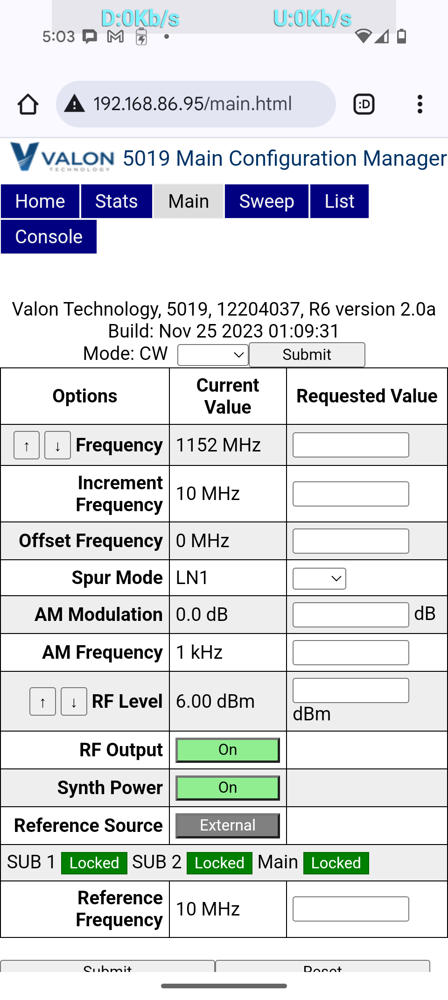 D:0Kb/s U:0Kb/s
5:03
192.168.86.95/main.html
:D
VALON TECHNOLOGY 5019 Main Configuration Manager
Home Stats Main Sweep List
Console
Valon Technology, 5019, 12204037, R6 version 2.0a
Build: Nov 25 2023 01:09:31
Mode: CW Submit
Options Current Value Requested Value
↑ ↓ Frequency 1152 MHz
Increment Frequency 10 MHz
Offset Frequency 0 MHz
Spur Mode LN1
AM Modulation 0.0 dB dB
AM Frequency 1 kHz
↑ ↓ RF Level 6.00 dBm dBm
RF Output On
Synth Power On
Reference Source External
SUB 1 Locked SUB 2 Locked Main Locked
Reference Frequency 10 MHz
Submit Reset